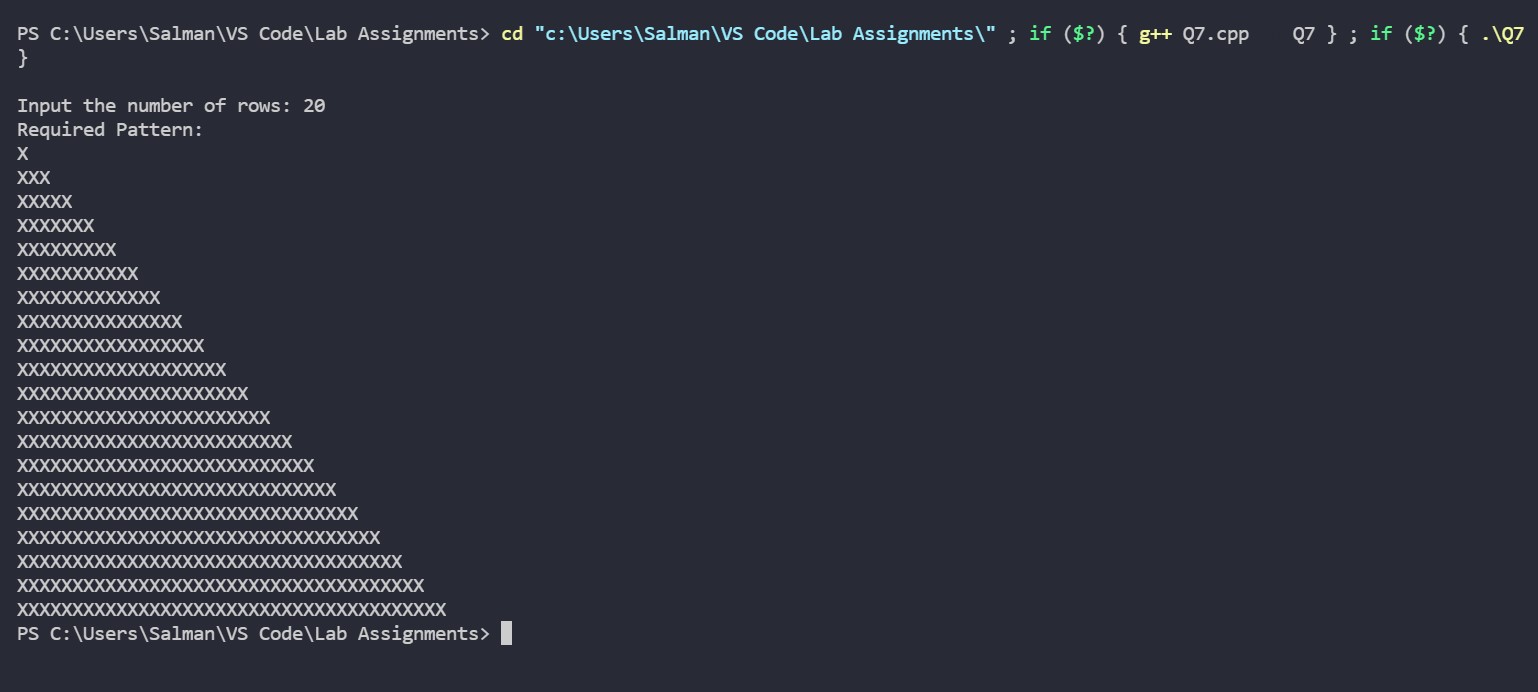 PS C:\Users\Salman\VS Code\Lab Assignments> cd "c:\Users\Salman\VS Code\Lab Assignments\" ; if ($?) { g++ Q7.cpp    Q7 } ; if ($?) { .\Q7
}
Input the number of rows: 20
Required Pattern:
X
XXX
XXXXX
XXXXXXX
XXXXXXXXX
XXXXXXXXXXX
XXXXXXXXXXXXX
XXXXXXXXXXXXXXX
XXXXXXXXXXXXXXXXX
XXXXXXXXXXXXXXXXXXX
XXXXXXXXXXXXXXXXXXXXX
XXXXXXXXXXXXXXXXXXXXXXX
XXXXXXXXXXXXXXXXXXXXXXXXX
XXXXXXXXXXXXXXXXXXXXXXXXXXX
XXXXXXXXXXXXXXXXXXXXXXXXXXXXX
XXXXXXXXXXXXXXXXXXXXXXXXXXXXXXX
XXXXXXXXXXXXXXXXXXXXXXXXXXXXXXXXX
XXXXXXXXXXXXXXXXXXXXXXXXXXXXXXXXXXX
XXXXXXXXXXXXXXXXXXXXXXXXXXXXXXXXXXXXX
XXXXXXXXXXXXXXXXXXXXXXXXXXXXXXXXXXXXXXX
PS C:\Users\Salman\VS Code\Lab Assignments>